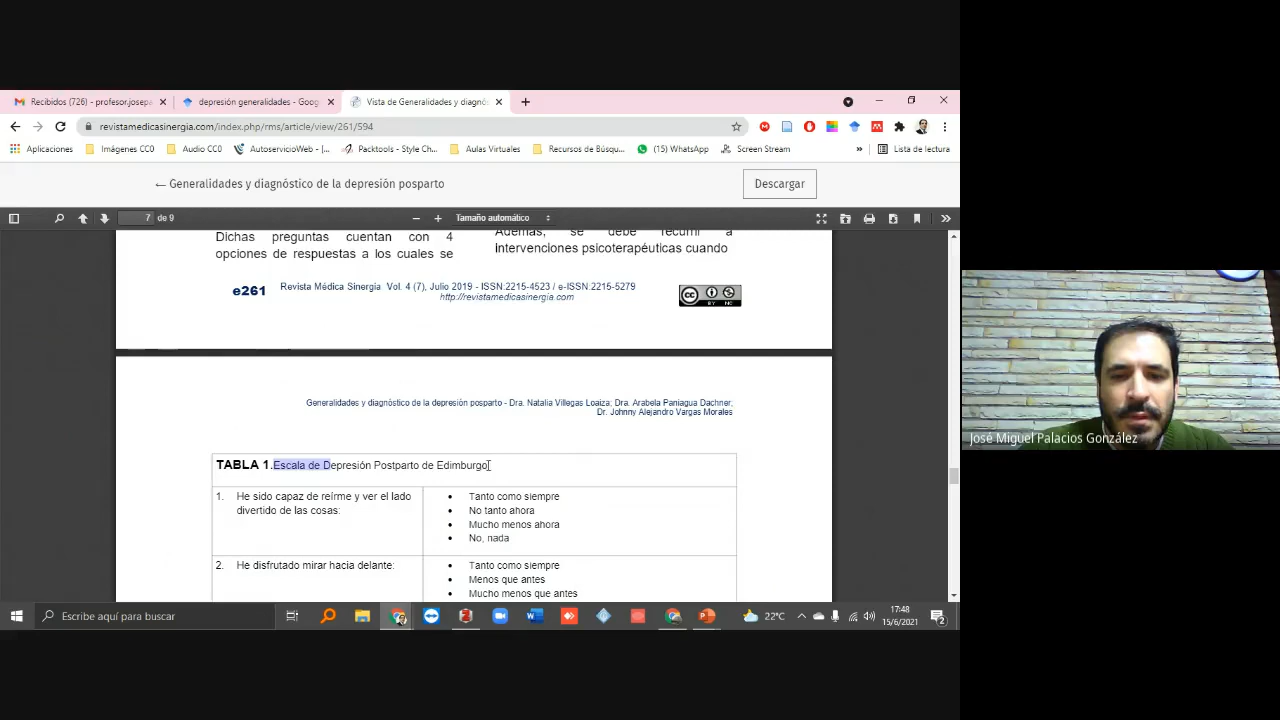 Recibidos (726) - profesor.josepa
depresión generalidades - Goog
Vista de Generalidades y diagnó
revistamedicasinergia.com/index.php/rms/article/view/261/594
Aplicaciones
Imágenes CC0
Audio CC0
AutoservicioWeb - (...
Packtools - Style Ch...
Aulas Virtuales
Recursos de Búsqu...
(15) WhatsApp
Screen Stream
»
Lista de lectura
← Generalidades y diagnóstico de la depresión posparto
Descargar
7 de 9
Tamaño automático
Dichas preguntas cuentan con 4
opciones de respuestas a los cuales se
Además, se debe recurrir a
intervenciones psicoterapéuticas cuando
e261
Revista Médica Sinergia Vol. 4 (7), Julio 2019 - ISSN:2215-4523 / e-ISSN:2215-5279
http://revistamedicasinergia.com
cc
BY NC
Generalidades y diagnóstico de la depresión posparto - Dra. Natalia Villegas Loaiza; Dra. Arabela Paniagua Dachner;
Dr. Johnny Alejandro Vargas Morales
TABLA 1.Escala de Depresión Postparto de Edimburgo
1. He sido capaz de reírme y ver el lado
divertido de las cosas:
• Tanto como siempre
• No tanto ahora
• Mucho menos ahora
• No, nada
2. He disfrutado mirar hacia delante:
• Tanto como siempre
• Menos que antes
• Mucho menos que antes
Escribe aquí para buscar
22°C
17:48
15/6/2021
2
José Miguel Palacios González